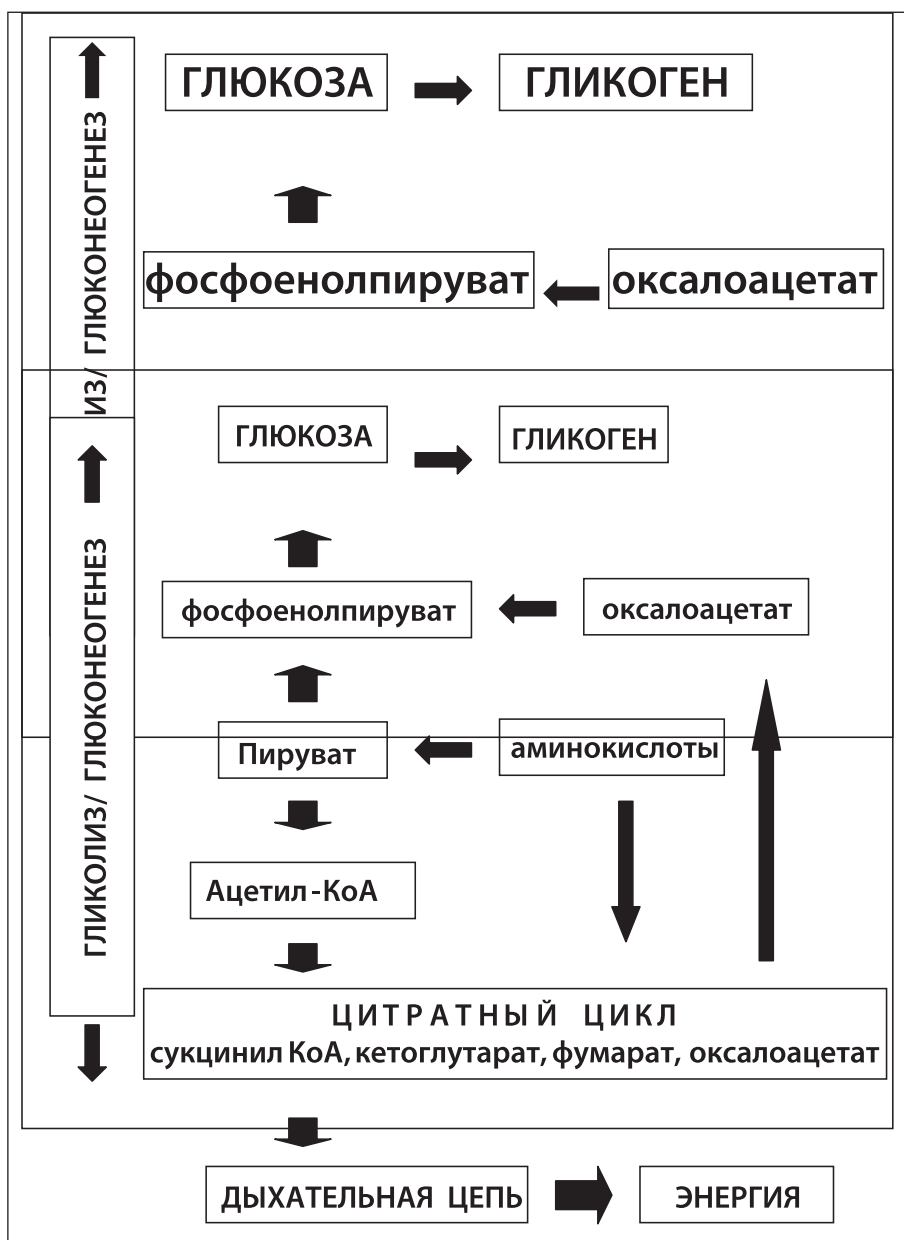 ГЛЮКОЗА
ГЛИКОГЕН
ИЗ/ ГЛЮКОНЕОГЕНЕЗ
фосфоенолпируват
оксалоацетат
ГЛЮКОЗА
ГЛИКОГЕН
ГЛИКОЛИЗ/ ГЛЮКОНЕОГЕНЕЗ
фосфоенолпируват
оксалоацетат
Пируват
аминокислоты
Ацетил-КоА
ЦИТРАТНЫЙ ЦИКЛ
сукцинил КоА, кетоглутарат, фумарат, оксалоацетат
ДЫХАТЕЛЬНАЯ ЦЕПЬ
ЭНЕРГИЯ